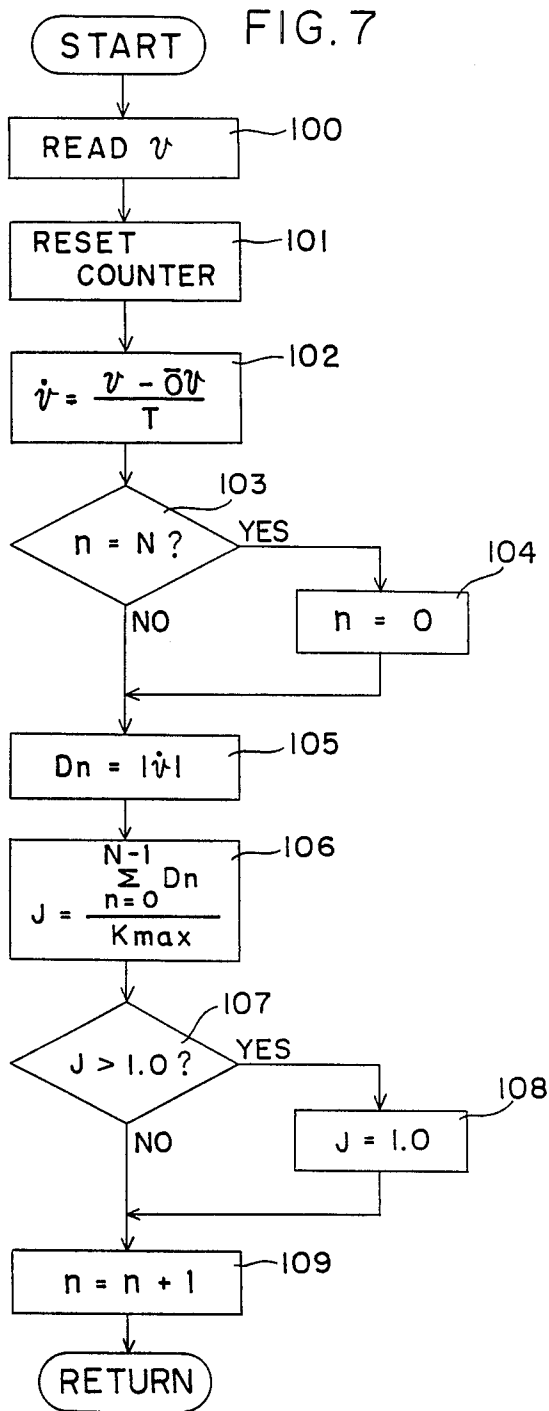 FIG. 7
START
100
READ v
101
RESET
COUNTER
102
v̇ = (v - Ōv) / T
103
n = N ?
YES
104
n = 0
NO
105
Dn = |v̇|
106
N-1
Σ Dn
n=0
J = 
Kmax
107
J > 1.0 ?
YES
108
J = 1.0
NO
109
n = n + 1
RETURN